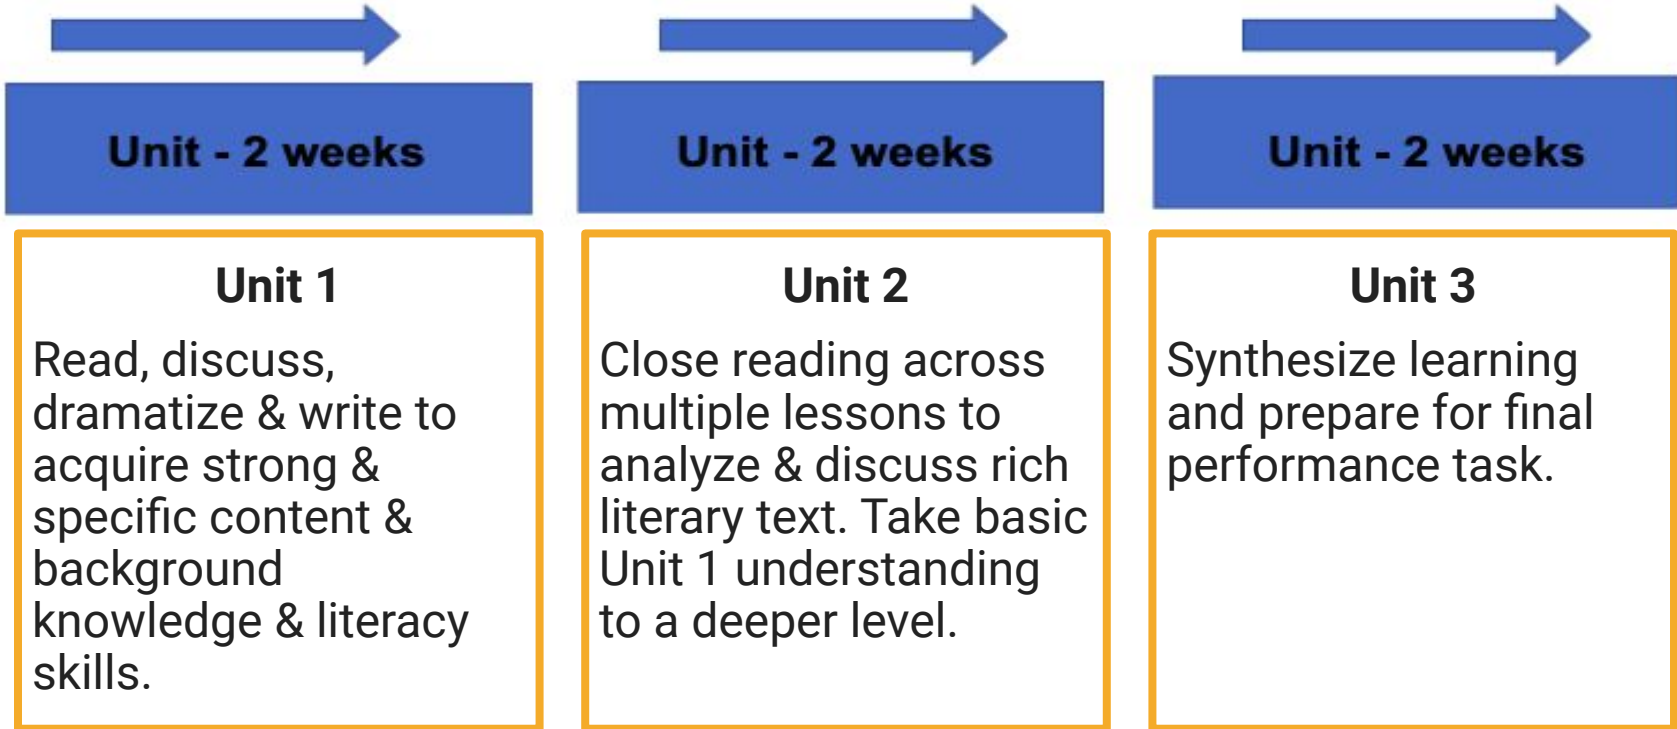 Unit - 2 weeks
Unit - 2 weeks
Unit - 2 weeks
Unit 1
Read, discuss,
dramatize & write to
acquire strong &
specific content &
background
knowledge & literacy
skills.
Unit 2
Close reading across
multiple lessons to
analyze & discuss rich
literary text. Take basic
Unit 1 understanding
to a deeper level.
Unit 3
Synthesize learning
and prepare for final
performance task.